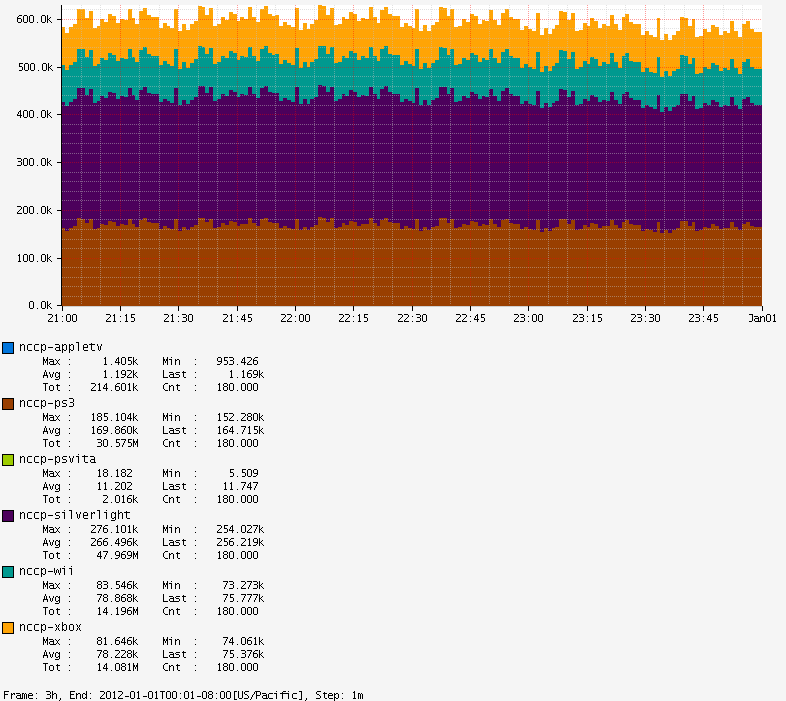 600.0k
500.0k
400.0k
300.0k
200.0k
100.0k
0.0k
21:00 21:15 21:30 21:45 22:00 22:15 22:30 22:45 23:00 23:15 23:30 23:45 Jan01
nccp-appletv
Max : 1.405k Min : 953.426
Avg : 1.192k Last : 1.169k
Tot : 214.601k Cnt : 180.000
nccp-ps3
Max : 185.104k Min : 152.280k
Avg : 169.860k Last : 164.715k
Tot : 30.575M Cnt : 180.000
nccp-psvita
Max : 18.182 Min : 5.509
Avg : 11.202 Last : 11.747
Tot : 2.016k Cnt : 180.000
nccp-silverlight
Max : 276.101k Min : 254.027k
Avg : 266.496k Last : 256.219k
Tot : 47.969M Cnt : 180.000
nccp-wii
Max : 83.546k Min : 73.273k
Avg : 78.868k Last : 75.777k
Tot : 14.196M Cnt : 180.000
nccp-xbox
Max : 81.646k Min : 74.061k
Avg : 78.228k Last : 75.376k
Tot : 14.081M Cnt : 180.000
Frame: 3h, End: 2012-01-01T00:01-08:00[US/Pacific], Step: 1m